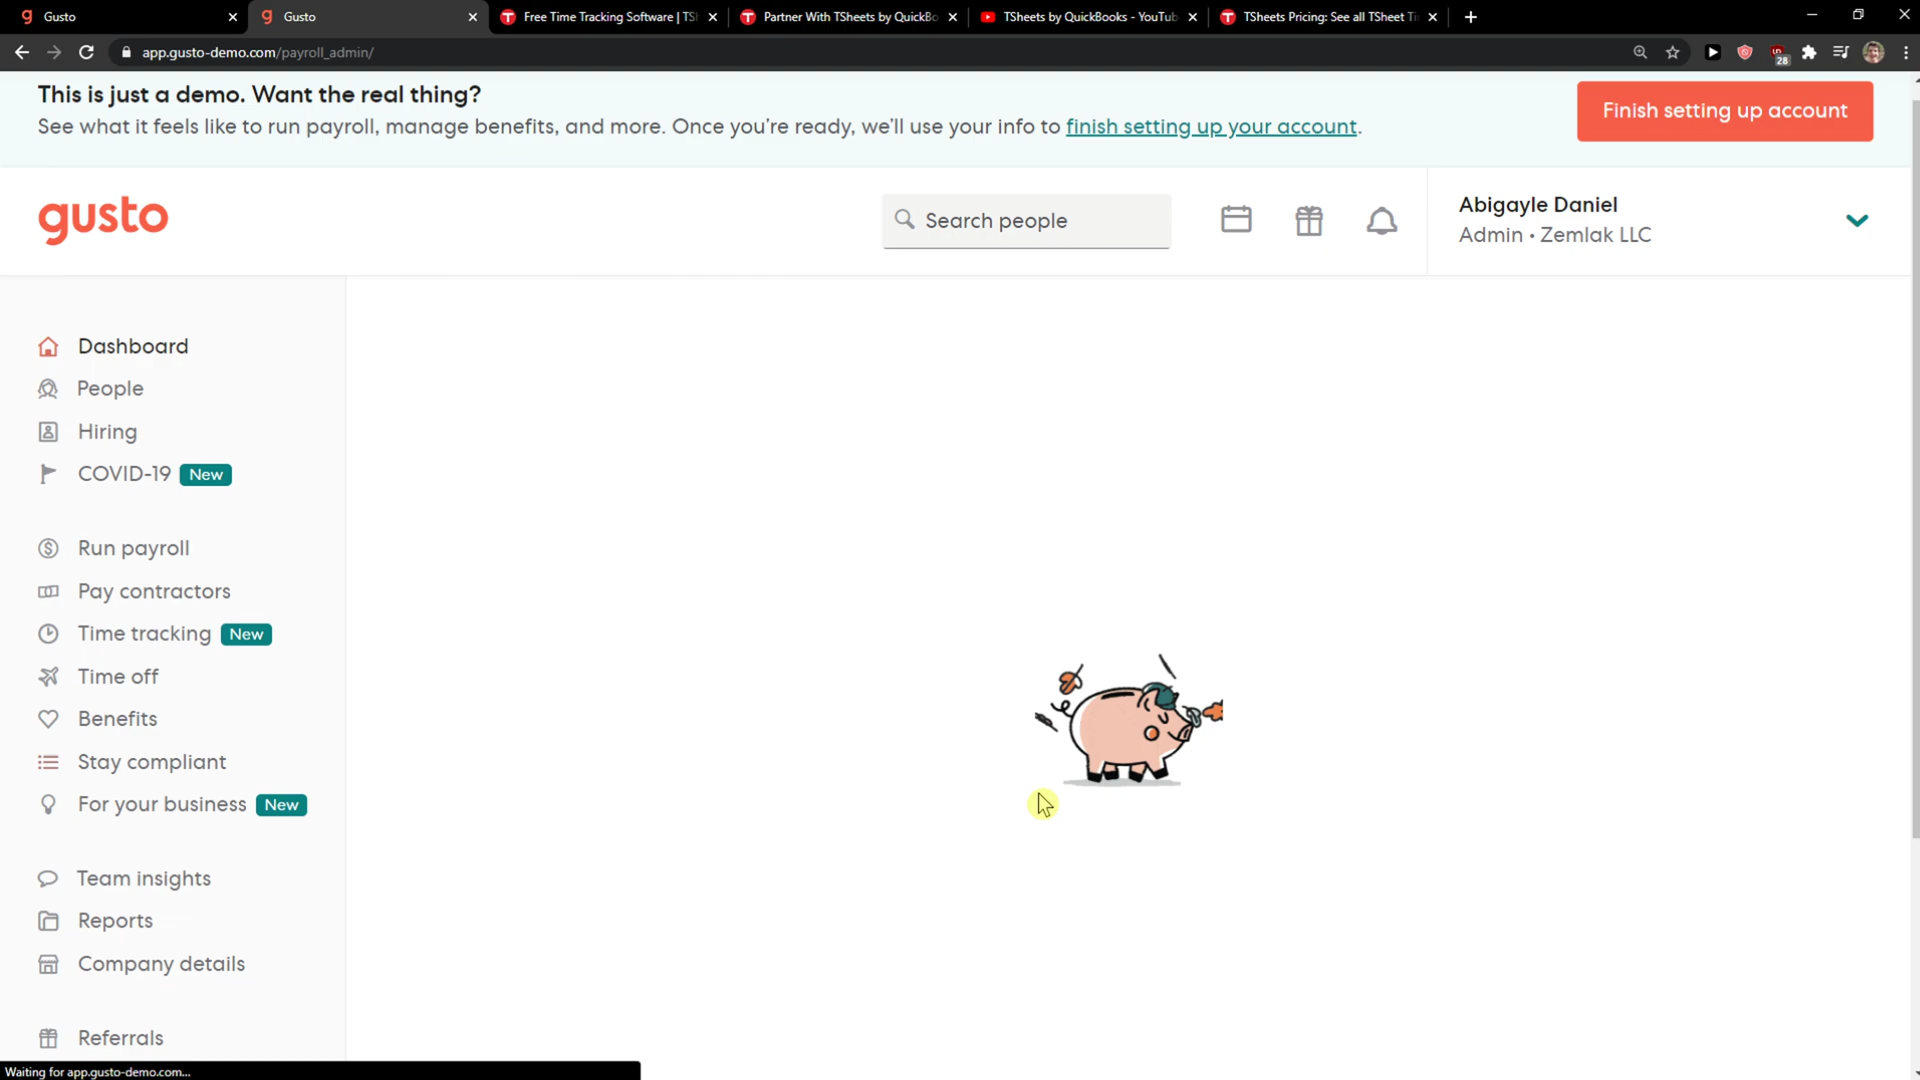 Gusto
Gusto
Free Time Tracking Software | TS
Partner With TSheets by QuickBo
TSheets by QuickBooks - YouTub
TSheets Pricing: See all TSheet Ti
app.gusto-demo.com/payroll_admin/
28
This is just a demo. Want the real thing?
See what it feels like to run payroll, manage benefits, and more. Once you're ready, we'll use your info to finish setting up your account.
Finish setting up account
gusto
Search people
Abigayle Daniel
Admin • Zemlak LLC
Dashboard
People
Hiring
COVID-19 New
Run payroll
Pay contractors
Time tracking New
Time off
Benefits
Stay compliant
For your business New
Team insights
Reports
Company details
Referrals
Waiting for app.gusto-demo.com...